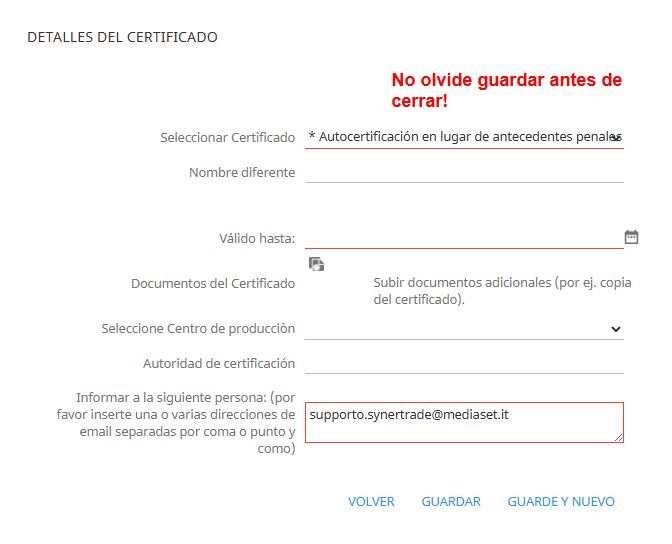 DETALLES DEL CERTIFICADO
No olvide guardar antes de
cerrar!
Seleccionar Certificado
* Autocertificación en lugar de antecedentes penales
Nombre diferente
Válido hasta:
Documentos del Certificado
Subir documentos adicionales (por ej. copia
del certificado).
Seleccione Centro de producciòn
Autoridad de certificación
Informar a la siguiente persona: (por
favor inserte una o varias direcciones de
email separadas por coma o punto y
como)
supporto.synertrade@mediaset.it
VOLVER GUARDAR GUARDE Y NUEVO